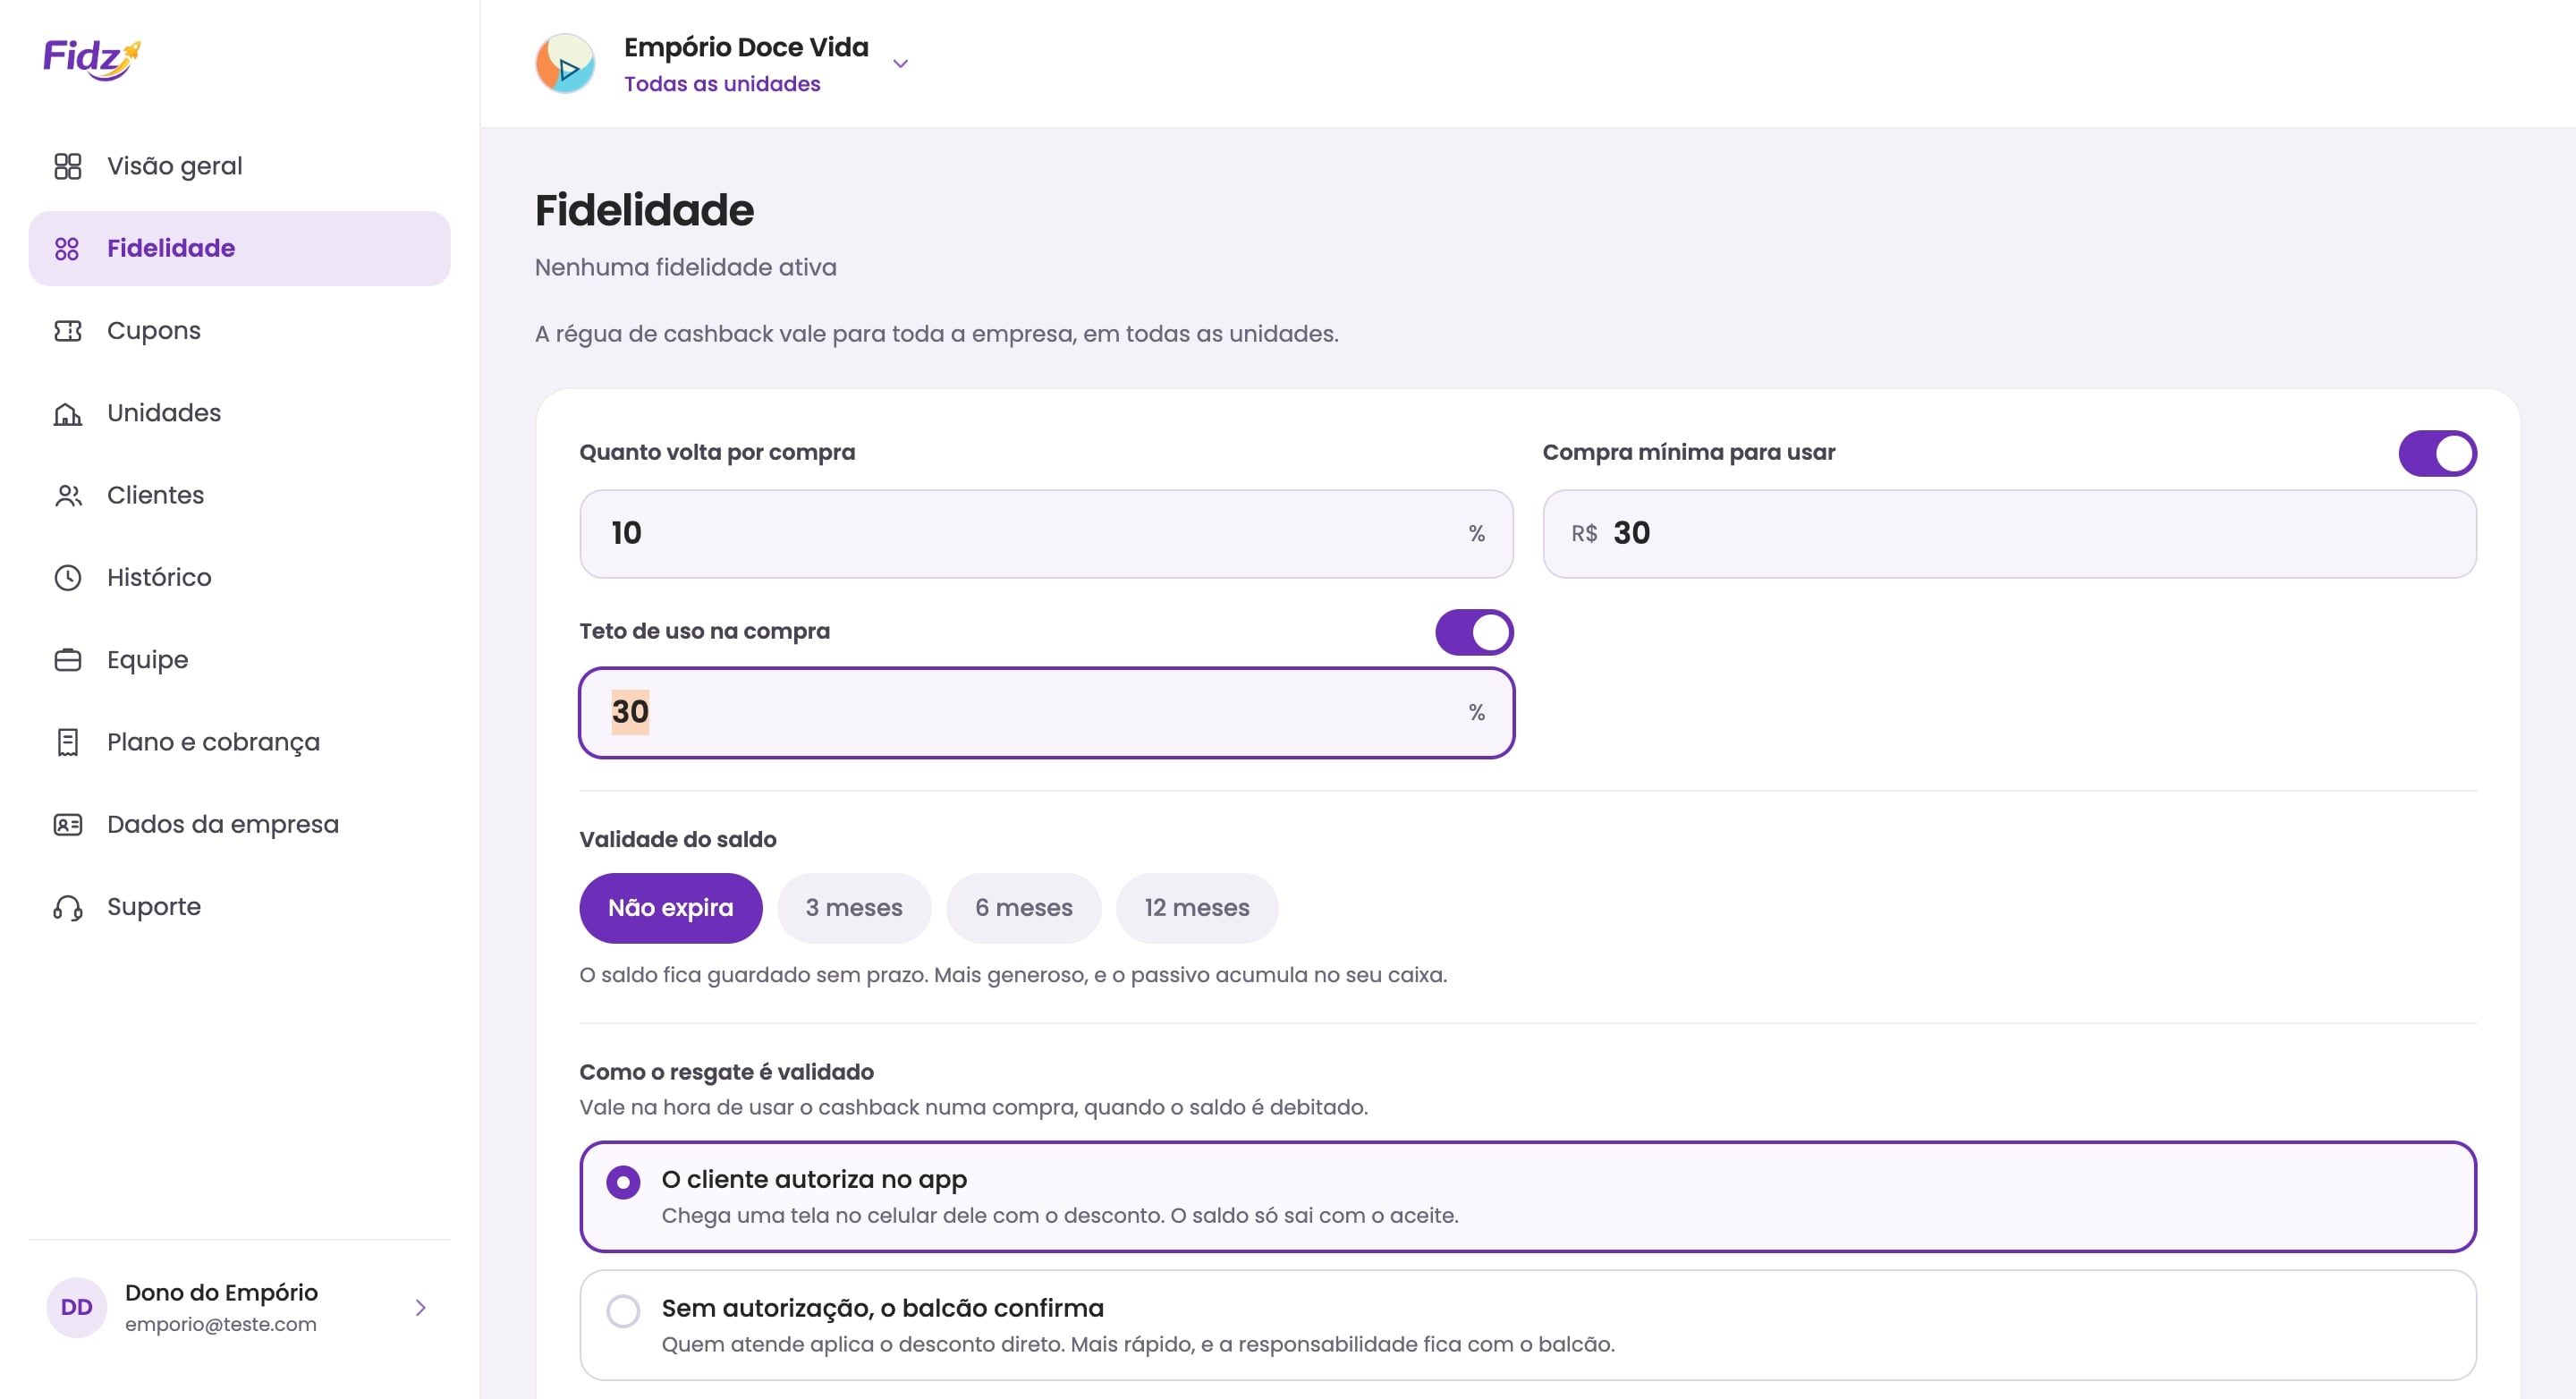 Fidz
Empório Doce Vida
Todas as unidades
Visão geral
Fidelidade
Cupons
Unidades
Clientes
Histórico
Equipe
Plano e cobrança
Dados da empresa
Suporte
DD
Dono do Empório
emporio@teste.com
Fidelidade
Nenhuma fidelidade ativa
A régua de cashback vale para toda a empresa, em todas as unidades.
Quanto volta por compra
10 %
Compra mínima para usar
R$ 30
Teto de uso na compra
30 %
Validade do saldo
Não expira 3 meses 6 meses 12 meses
O saldo fica guardado sem prazo. Mais generoso, e o passivo acumula no seu caixa.
Como o resgate é validado
Vale na hora de usar o cashback numa compra, quando o saldo é debitado.
O cliente autoriza no app
Chega uma tela no celular dele com o desconto. O saldo só sai com o aceite.
Sem autorização, o balcão confirma
Quem atende aplica o desconto direto. Mais rápido, e a responsabilidade fica com o balcão.